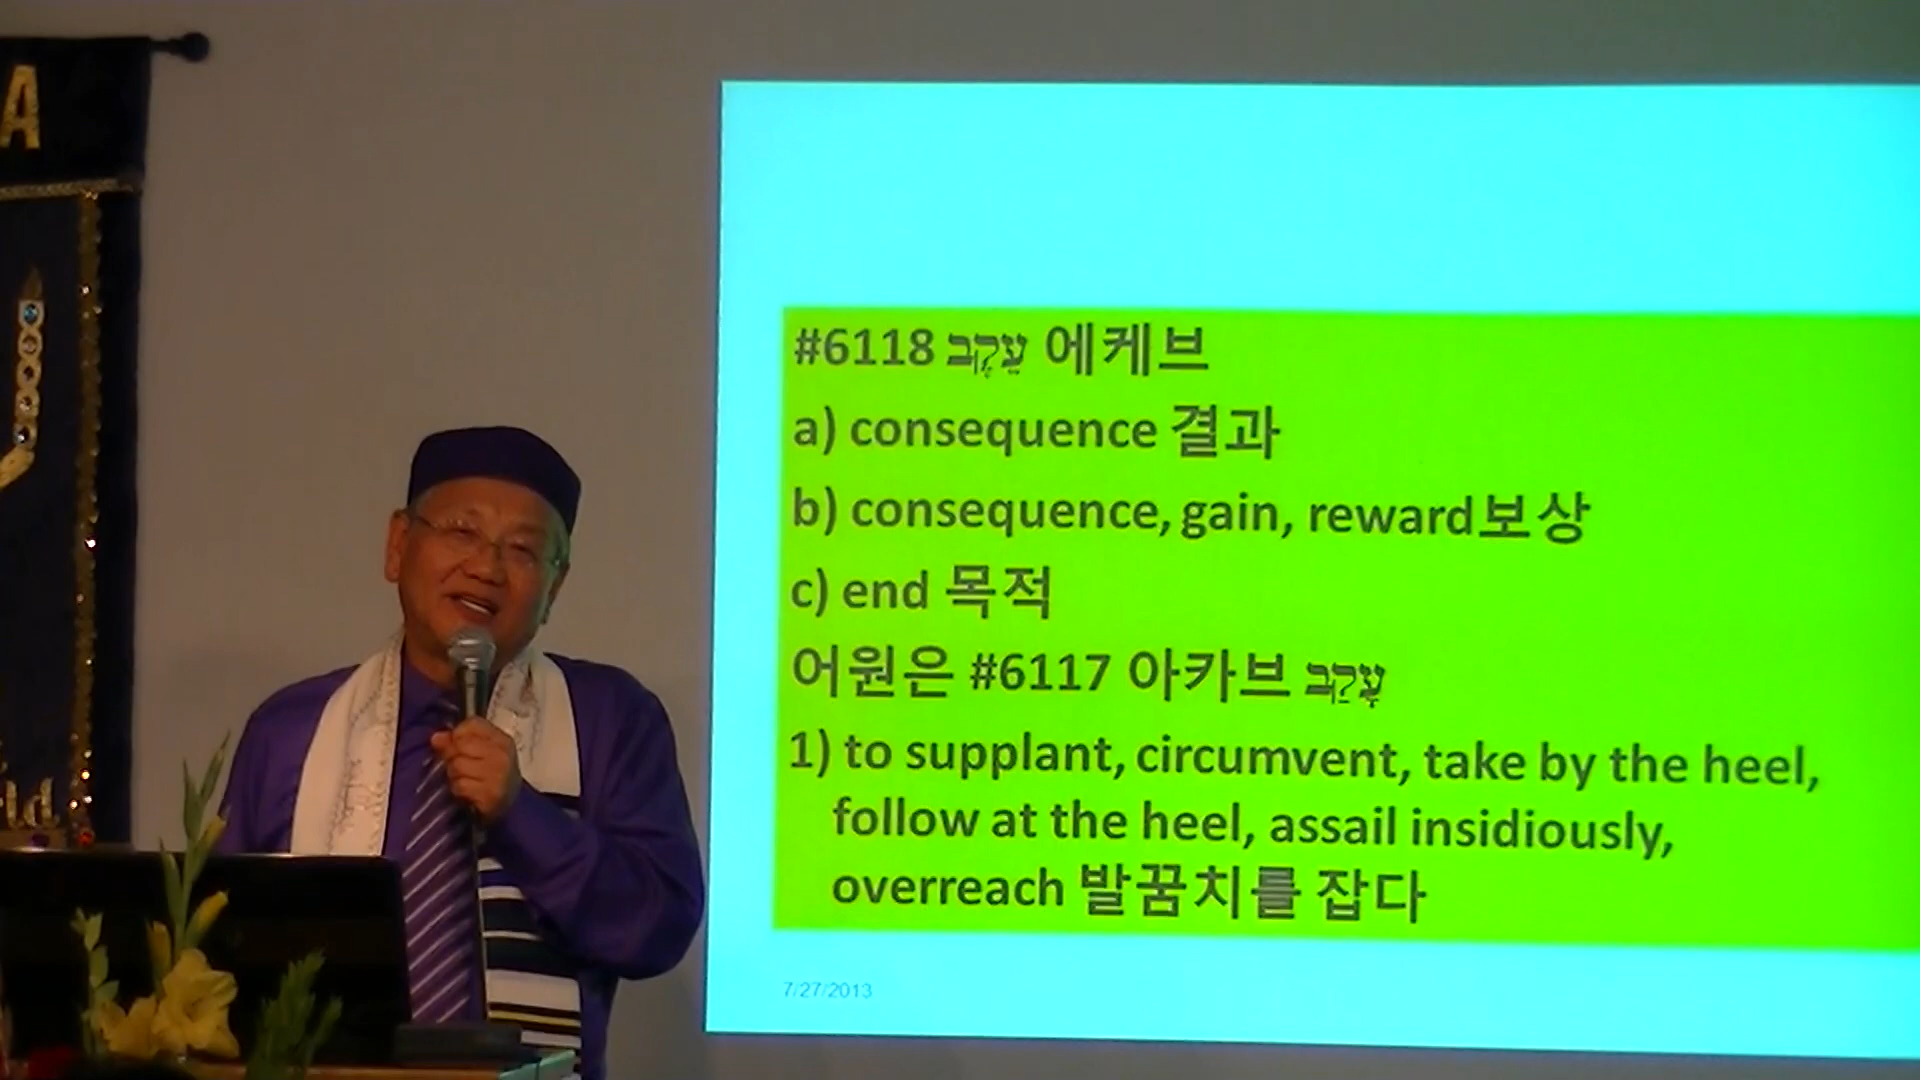 A
#6118 עֵקֶב 에케브
a) consequence 결과
b) consequence, gain, reward보상
c) end 목적
어원은 #6117 아카브 עָקַב
1) to supplant, circumvent, take by the heel,
follow at the heel, assail insidiously,
overreach 발꿈치를 잡다
7/27/2013